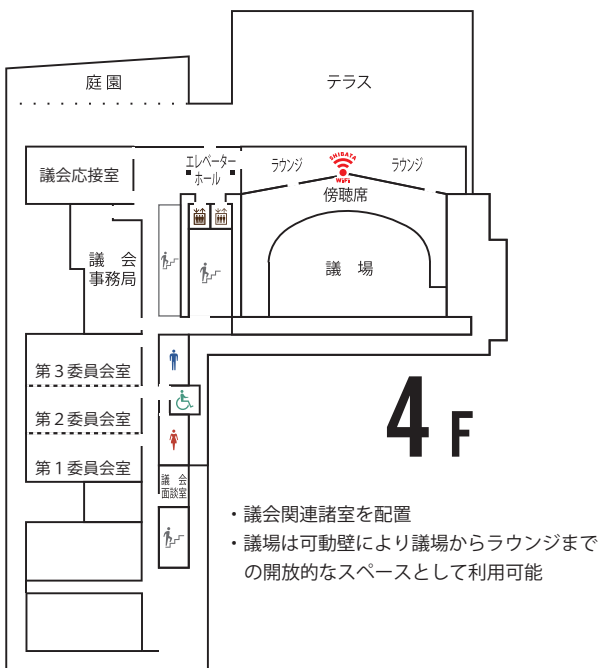 庭園
テラス
エレベーター
ホール
ラウンジ
SHIBATA
WiFi
ラウンジ
議会応接室
傍聴席
議　会
事務局
議　場
第3委員会室
第2委員会室
第1委員会室
議　会
面談室
4F
・議会関連諸室を配置
・議場は可動壁により議場からラウンジまで
の開放的なスペースとして利用可能